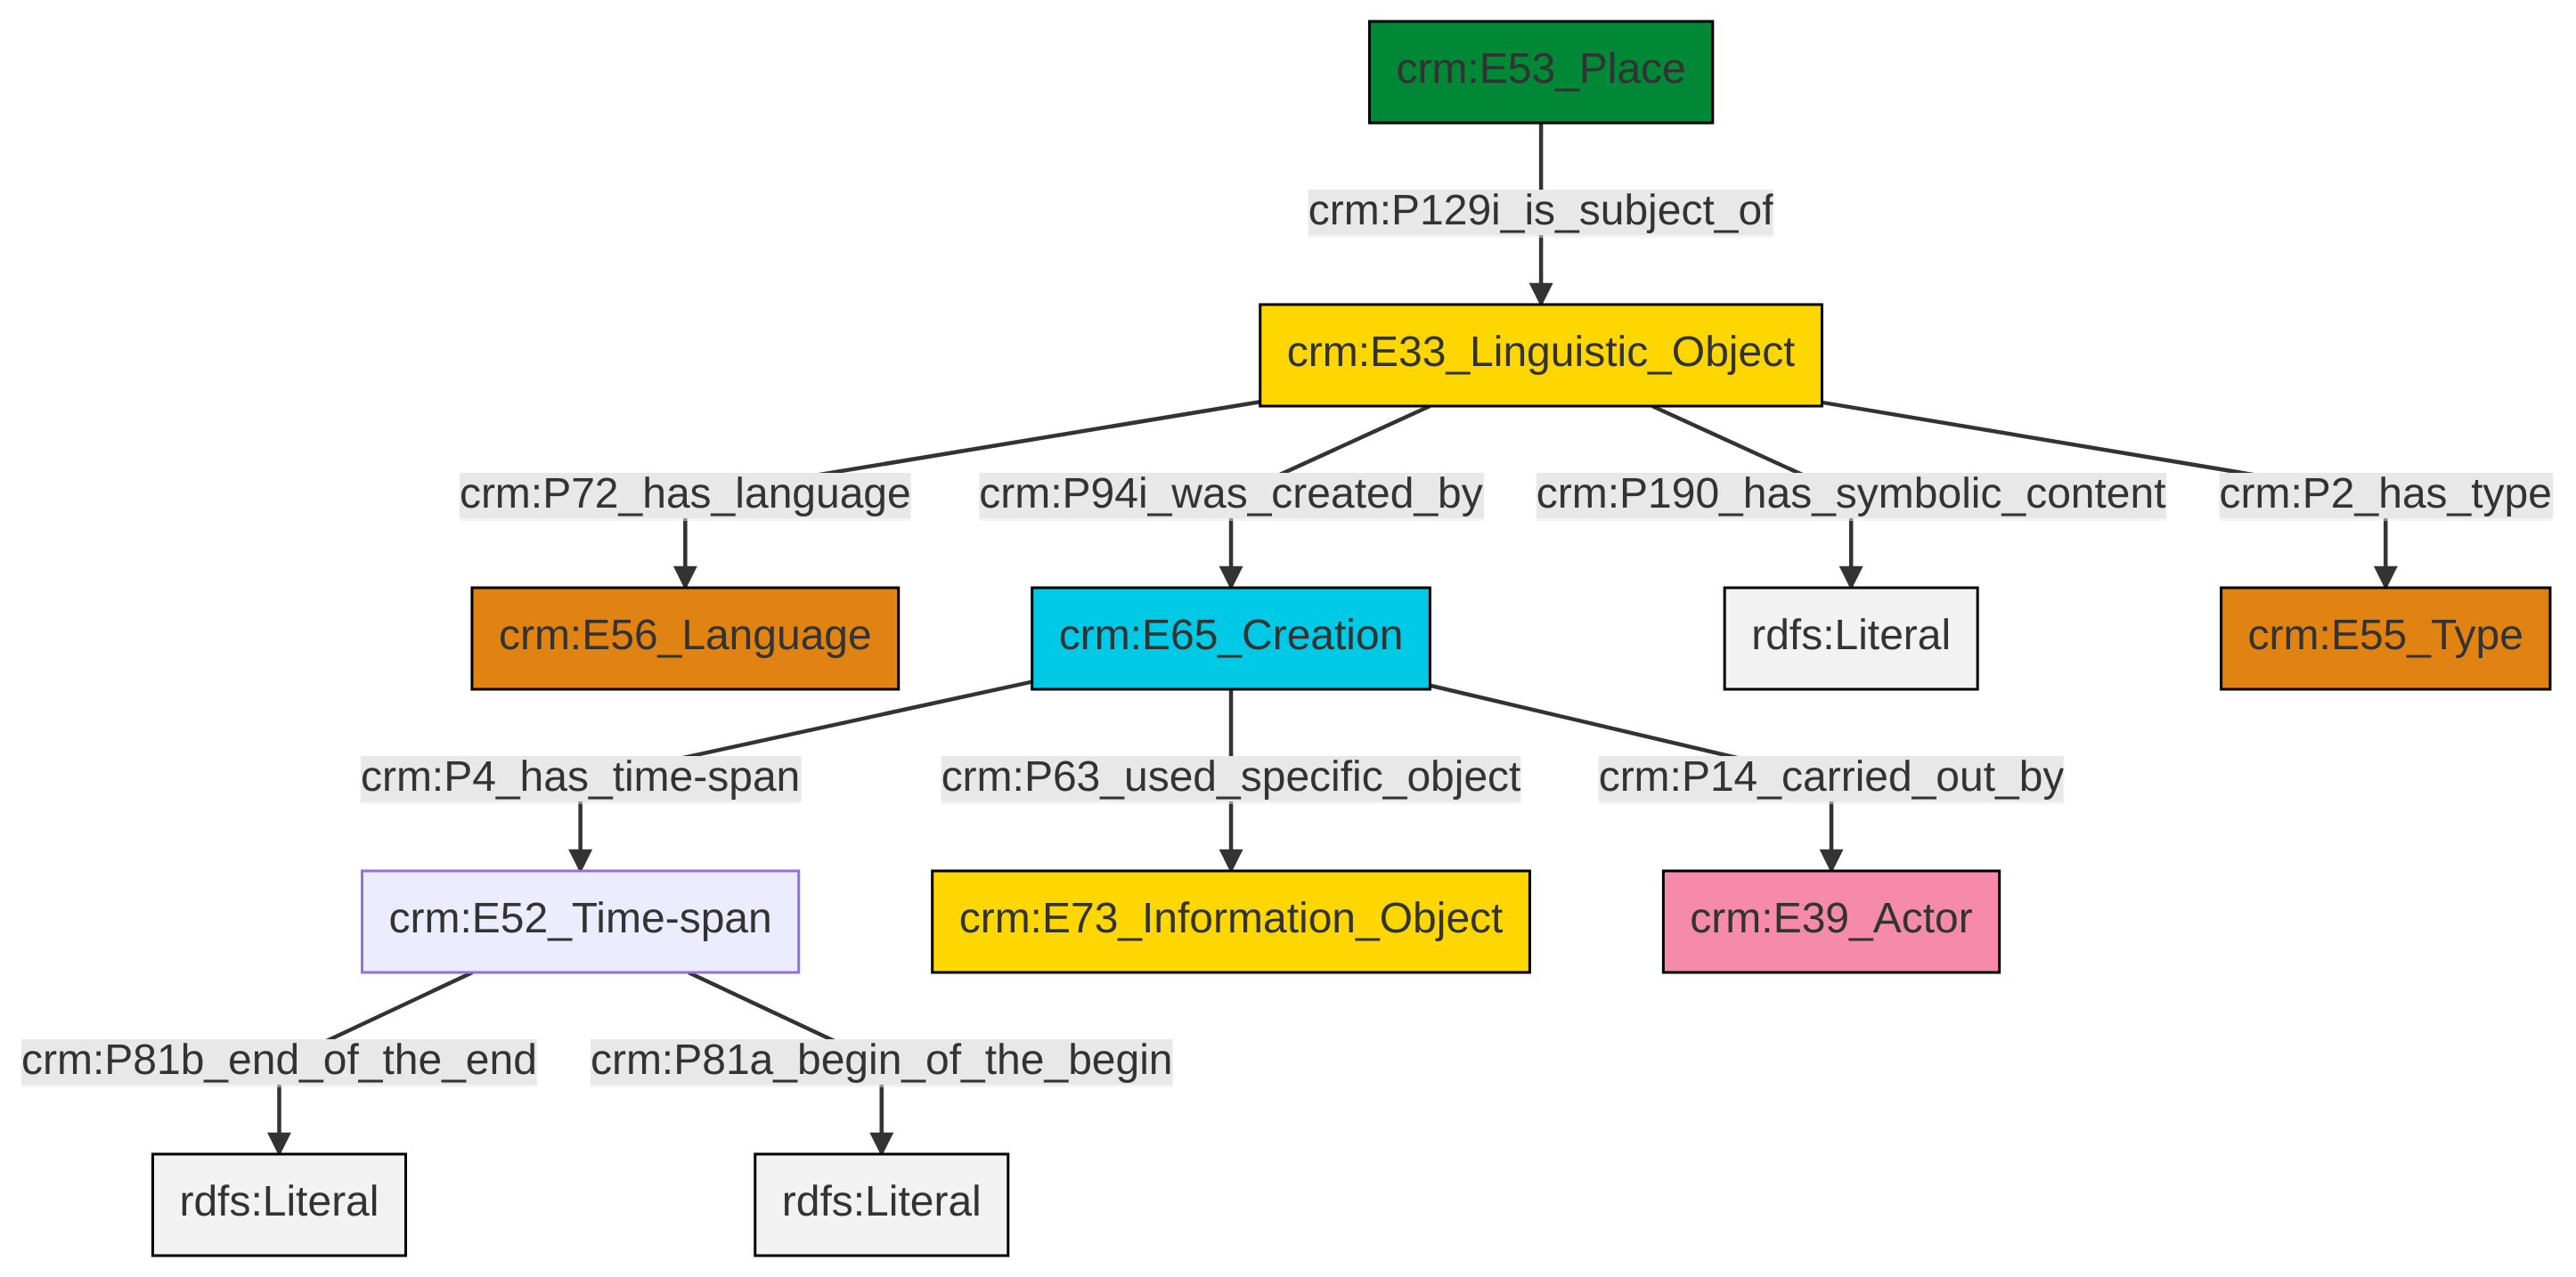 crm:E53_Place
crm:P129i_is_subject_of
crm:E33_Linguistic_Object
crm:P72_has_language
crm:P94i_was_created_by
crm:P190_has_symbolic_content
crm:P2_has_type
crm:E56_Language
crm:E65_Creation
rdfs:Literal
crm:E55_Type
crm:P4_has_time-span
crm:P63_used_specific_object
crm:P14_carried_out_by
crm:E52_Time-span
crm:E73_Information_Object
crm:E39_Actor
crm:P81b_end_of_the_end
crm:P81a_begin_of_the_begin
rdfs:Literal
rdfs:Literal